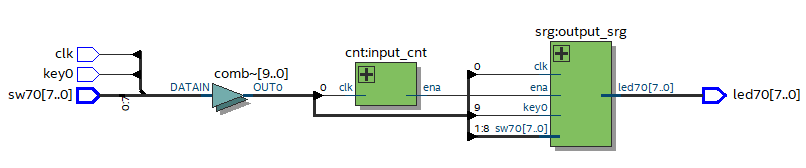 srg:output_srg
cnt:input_cnt
clk
key0
sw70[7..0]
0:7
comb~[9..0]
DATAIN
OUT0
0
clk
ena
0
clk
ena
9
key0
1:8
sw70[7..0]
led70[7..0]
led70[7..0]